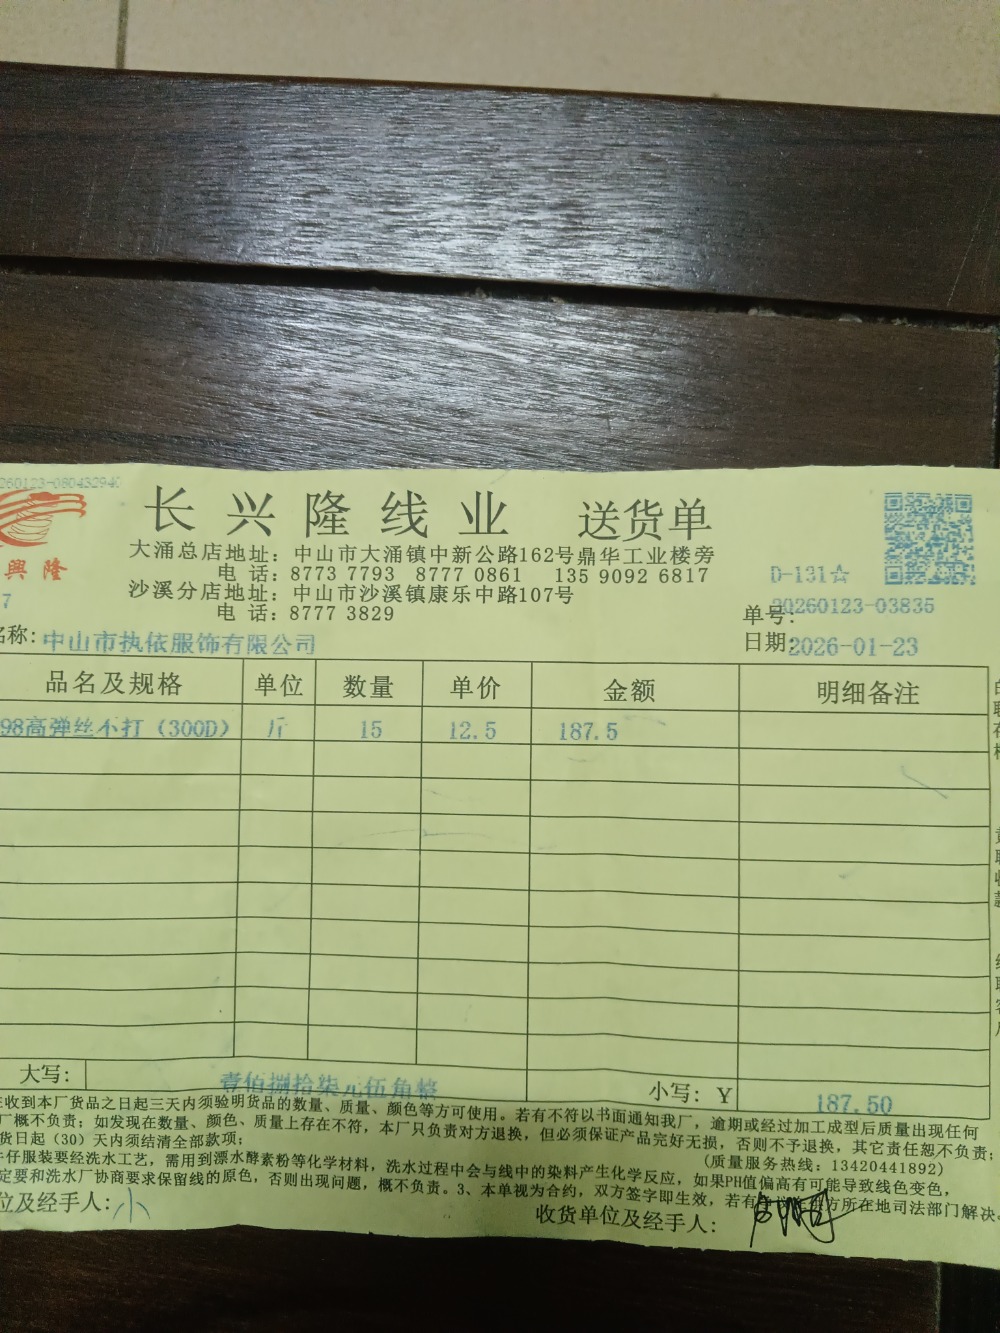 260123-080432940
長興隆
长兴隆线业 送货单
大涌总店地址：中山市大涌镇中新公路162号鼎华工业楼旁
电话：8773 7793 8777 0861 135 9092 6817
沙溪分店地址：中山市沙溪镇康乐中路107号
电话：8777 3829
D-131☆
7
单号：20260123-03835
名称：中山市执依服饰有限公司
日期：2026-01-23
品名及规格 单位 数量 单价 金额 明细备注
98高弹丝不打（300D） 斤 15 12.5 187.5
大写：壹佰捌拾柒元伍角整 小写：Y 187.50
收到本厂货品之日起三天内须验明货品的数量、质量、颜色等方可使用。若有不符以书面通知我厂，逾期或经过加工成型后质量出现任何
厂概不负责；如发现在数量、颜色、质量上存在不符，本厂只负责对方退换，但必须保证产品完好无损，否则不予退换，其它责任恕不负责；
货日起（30）天内须结清全部款项； （质量服务热线：13420441892）
仔服装要经洗水工艺，需用到漂水酵素粉等化学材料，洗水过程中会与线中的染料产生化学反应，如果PH值偏高有可能导致线色变色，
定要和洗水厂协商要求保留线的原色，否则出现问题，概不负责。3、本单视为合约，双方签字即生效，若有 方所在地司法部门解决
位及经手人：小
收货单位及经手人：